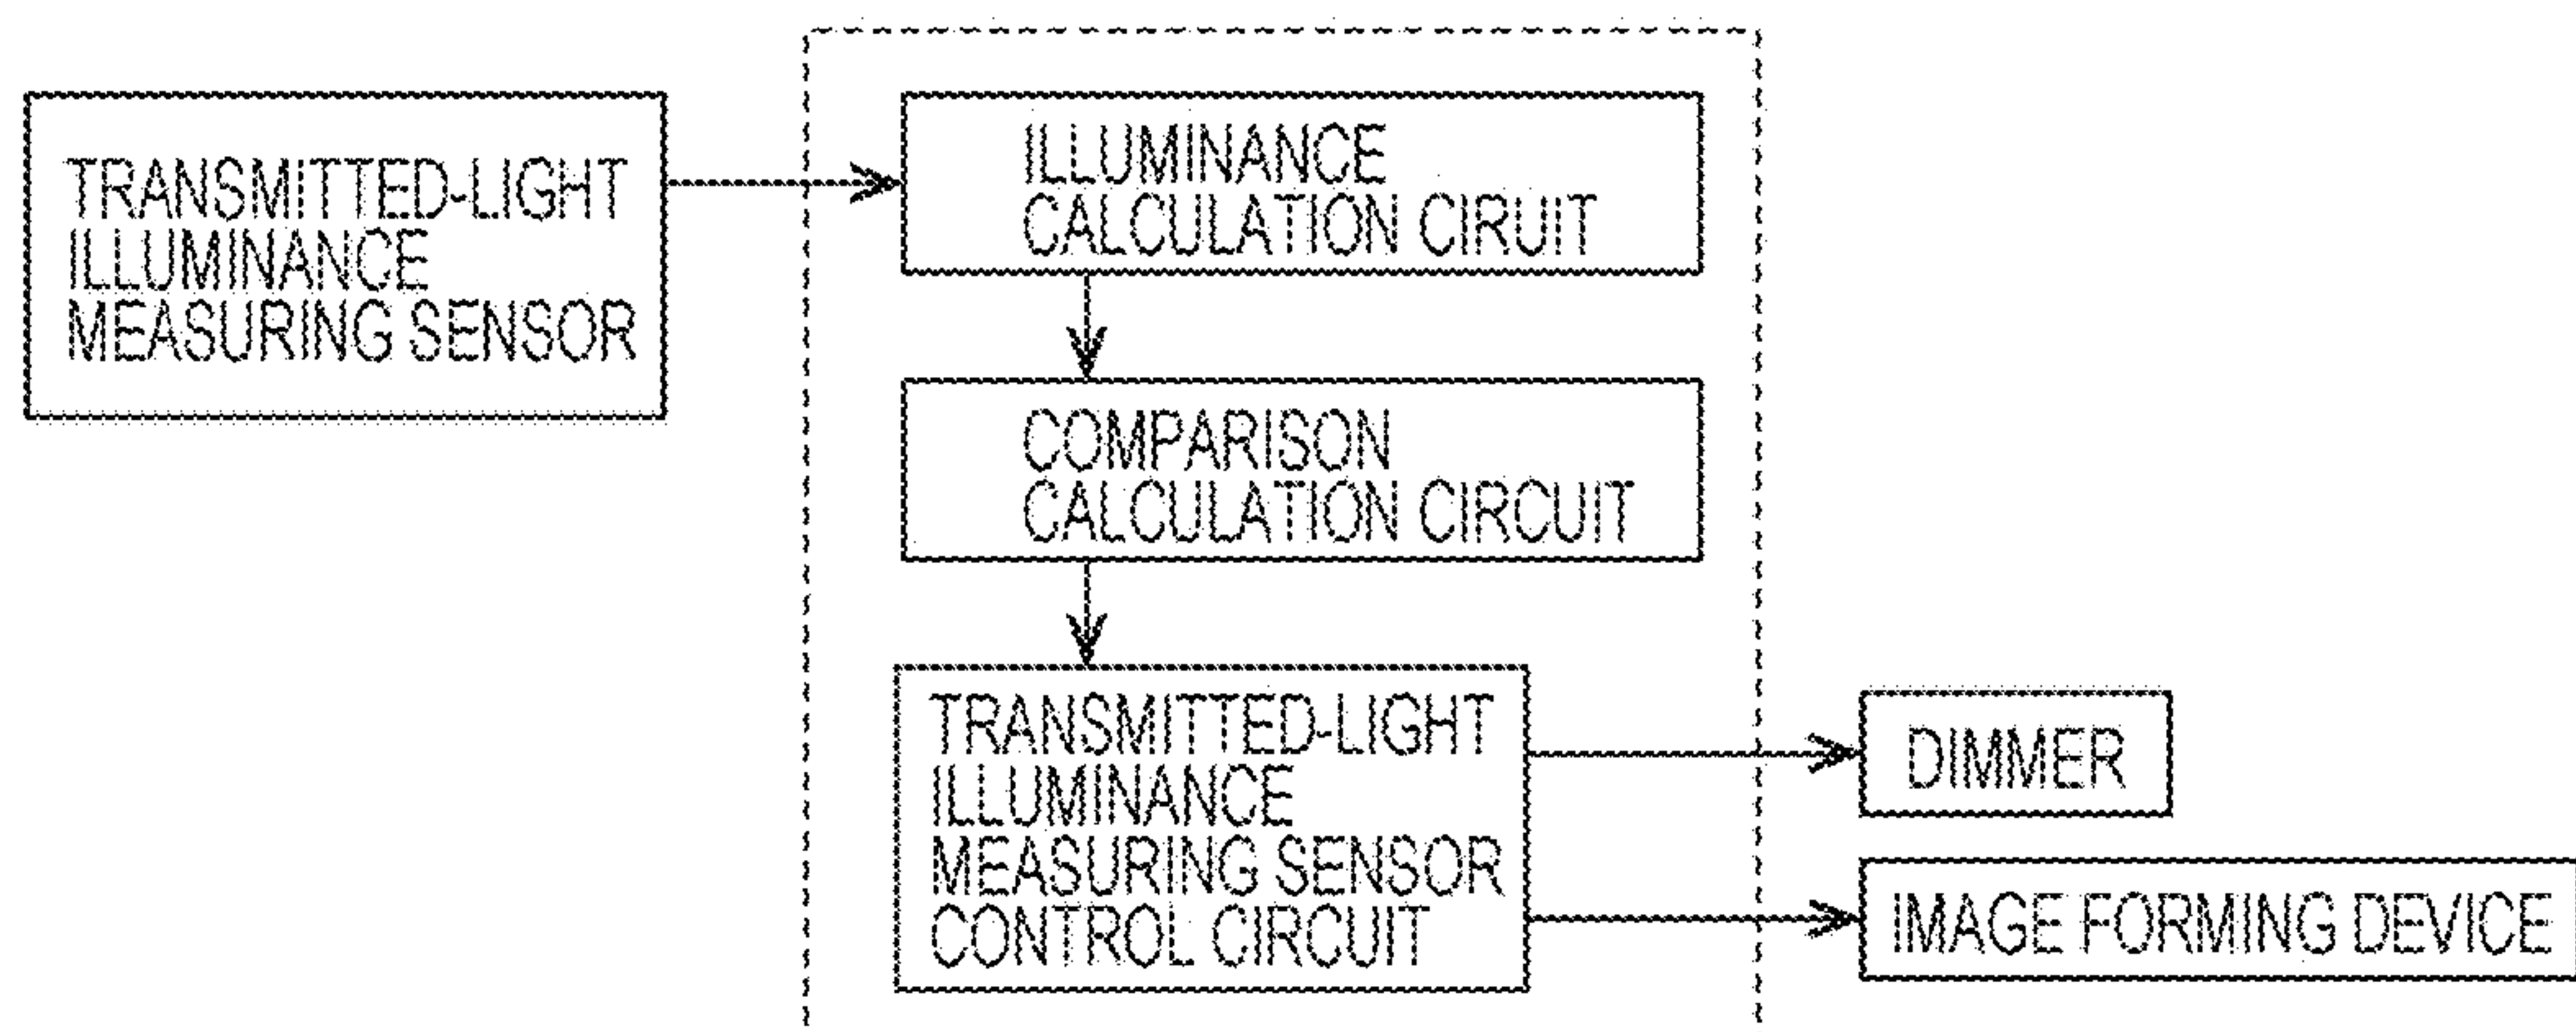 TRANSMITTED-LIGHT
ILLUMINANCE
MEASURING SENSOR
ILLUMINANCE
CALCULATION CIRUIT
COMPARISON
CALCULATION CIRCUIT
TRANSMITTED-LIGHT
ILLUMINANCE
MEASURING SENSOR
CONTROL CIRCUIT
DIMMER
IMAGE FORMING DEVICE